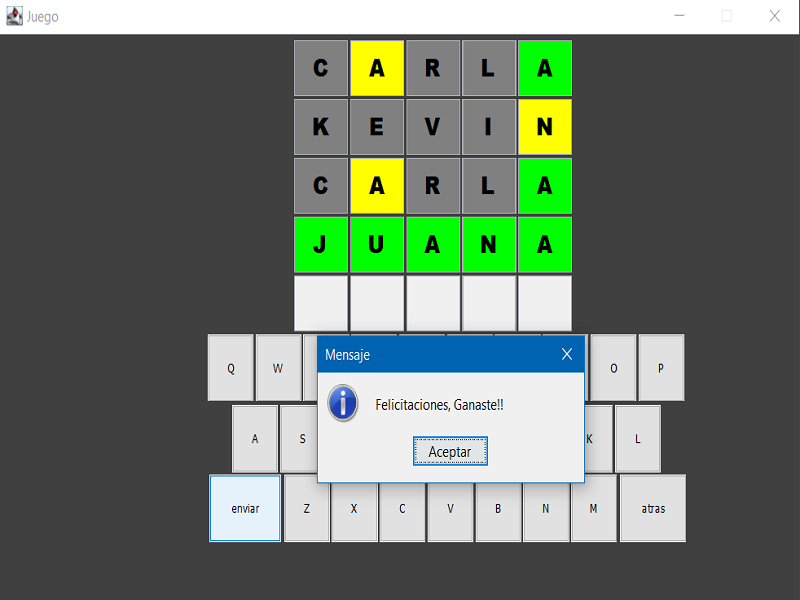 Juego
C A R L A
K E V I N
C A R L A
J U A N A
Q W O P
Mensaje
Felicitaciones, Ganaste!!
Aceptar
A S K L
enviar Z X C V B N M atras